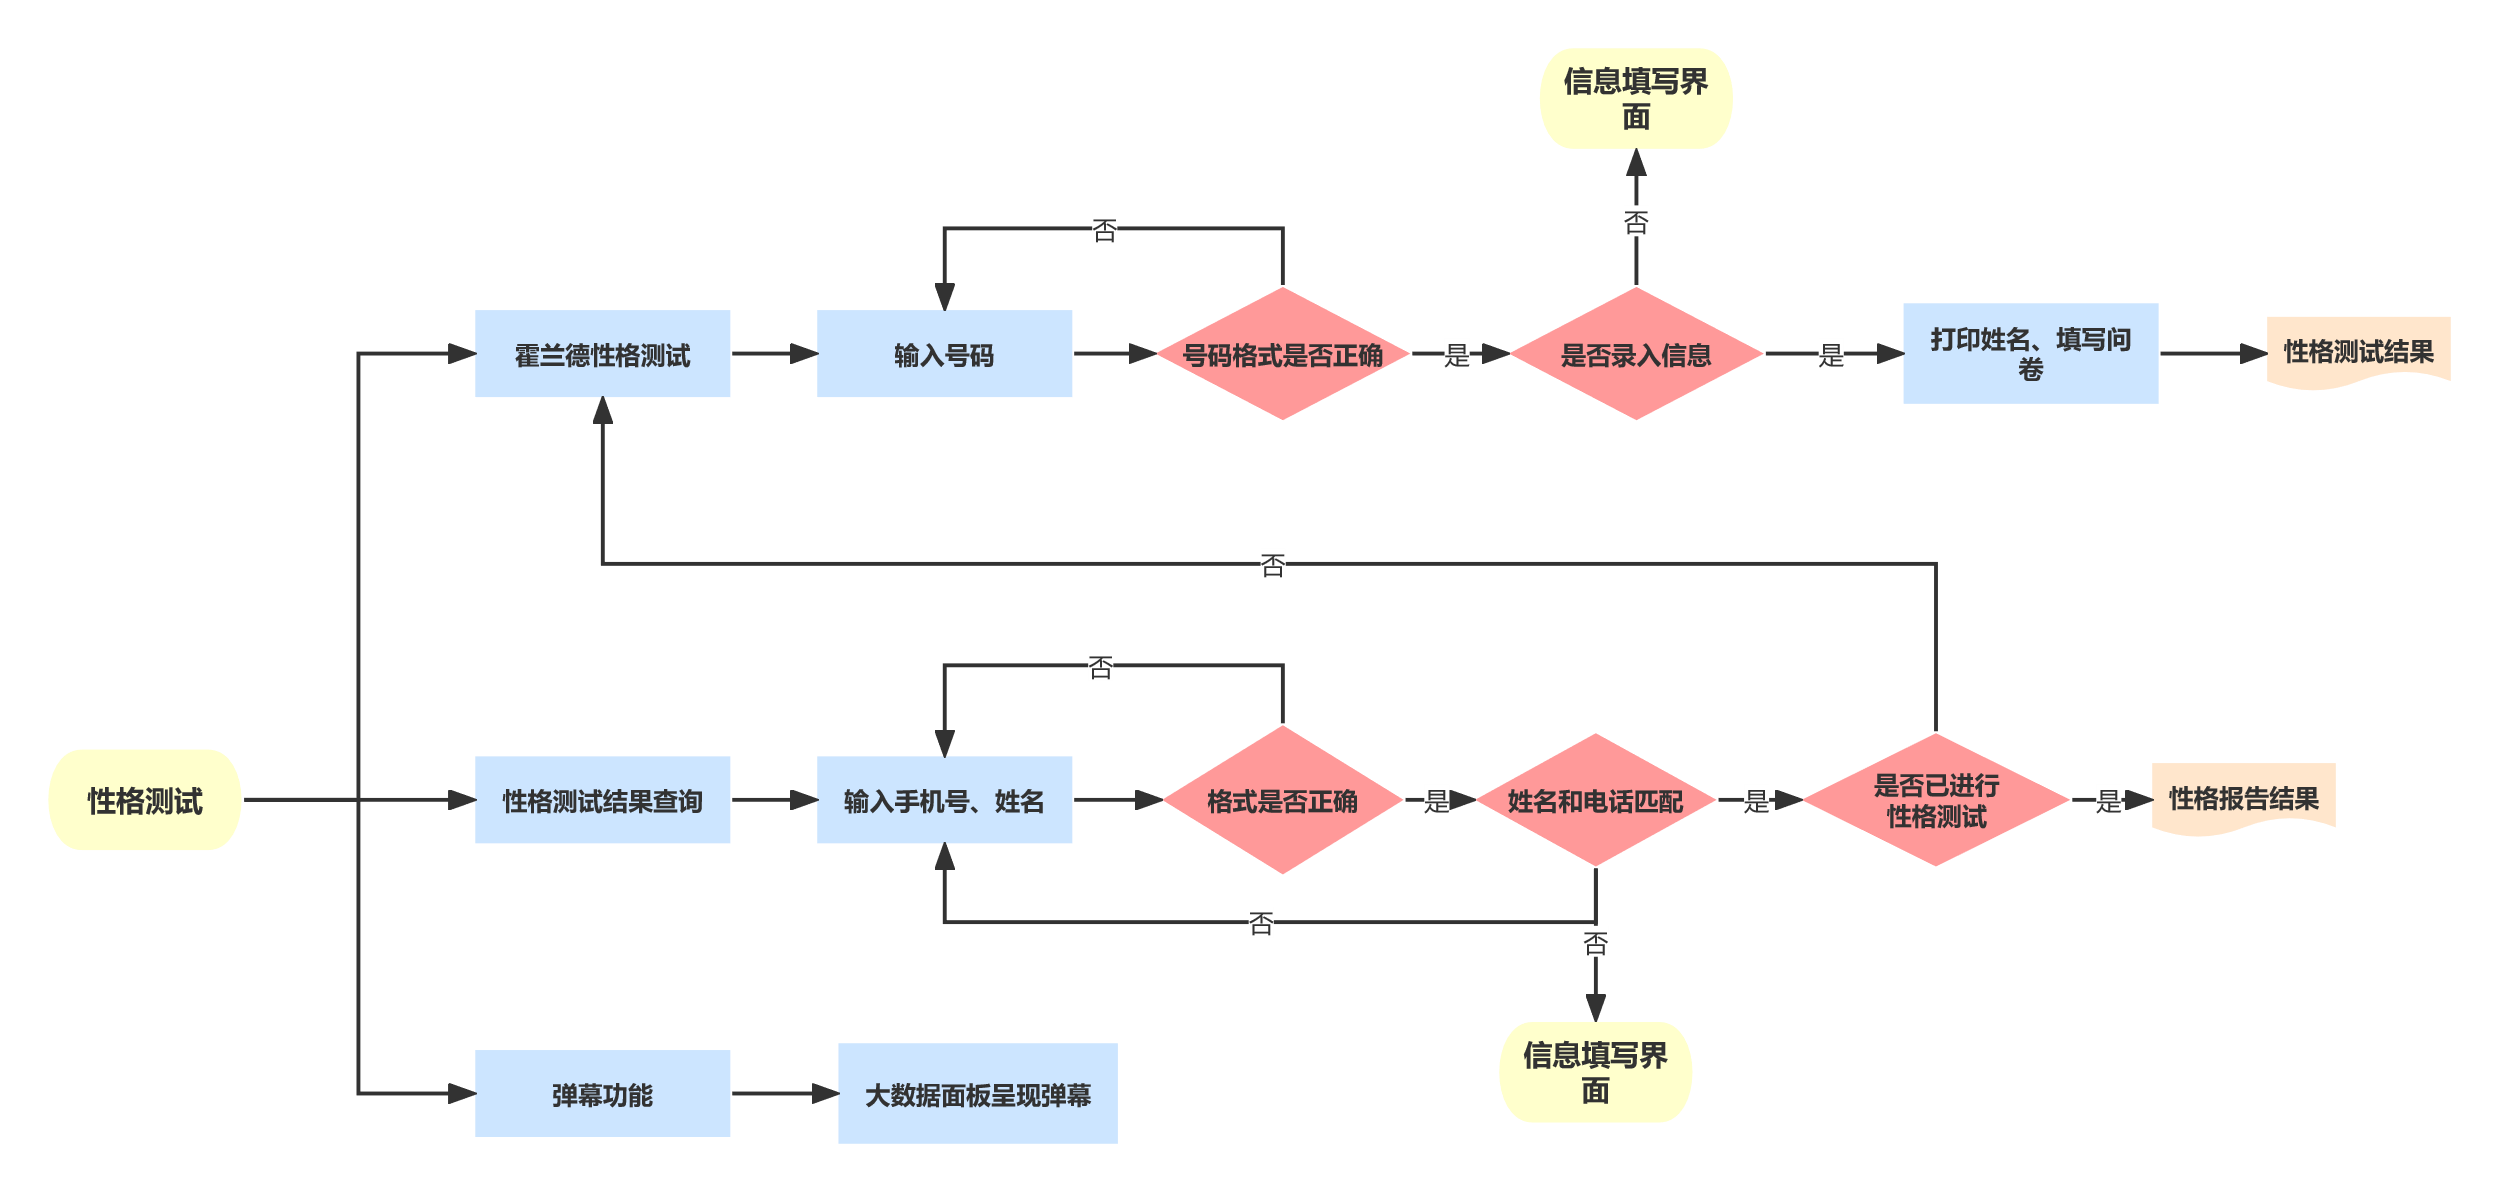 信息填写界
面
否
否
霍兰德性格测试
输入号码
号码格式是否正确
是
是否录入信息
是
打印姓名、填写问
卷
性格测试结果
否
否
性格测试
性格测试结果查询
输入手机号、姓名
格式是否正确
是
姓名和电话匹配
是
是否已进行
性格测试
是
性格报告结果
否
否
信息填写界
面
弹幕功能
大数据面板呈现弹幕